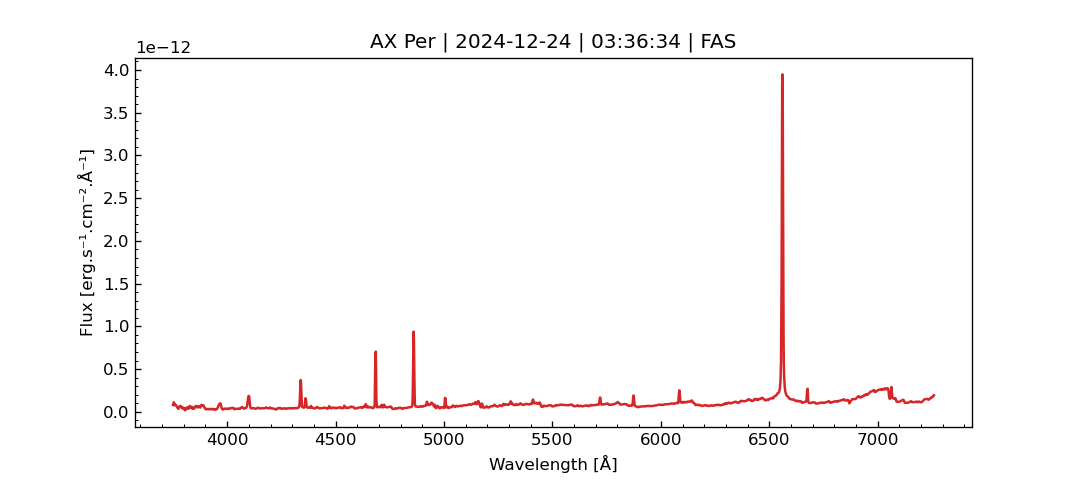 AX Per | 2024-12-24 | 03:36:34 | FAS
1e−12
4.0
3.5
3.0
2.5
2.0
1.5
1.0
0.5
0.0
Flux [erg.s⁻¹.cm⁻².Å⁻¹]
4000 4500 5000 5500 6000 6500 7000
Wavelength [Å]